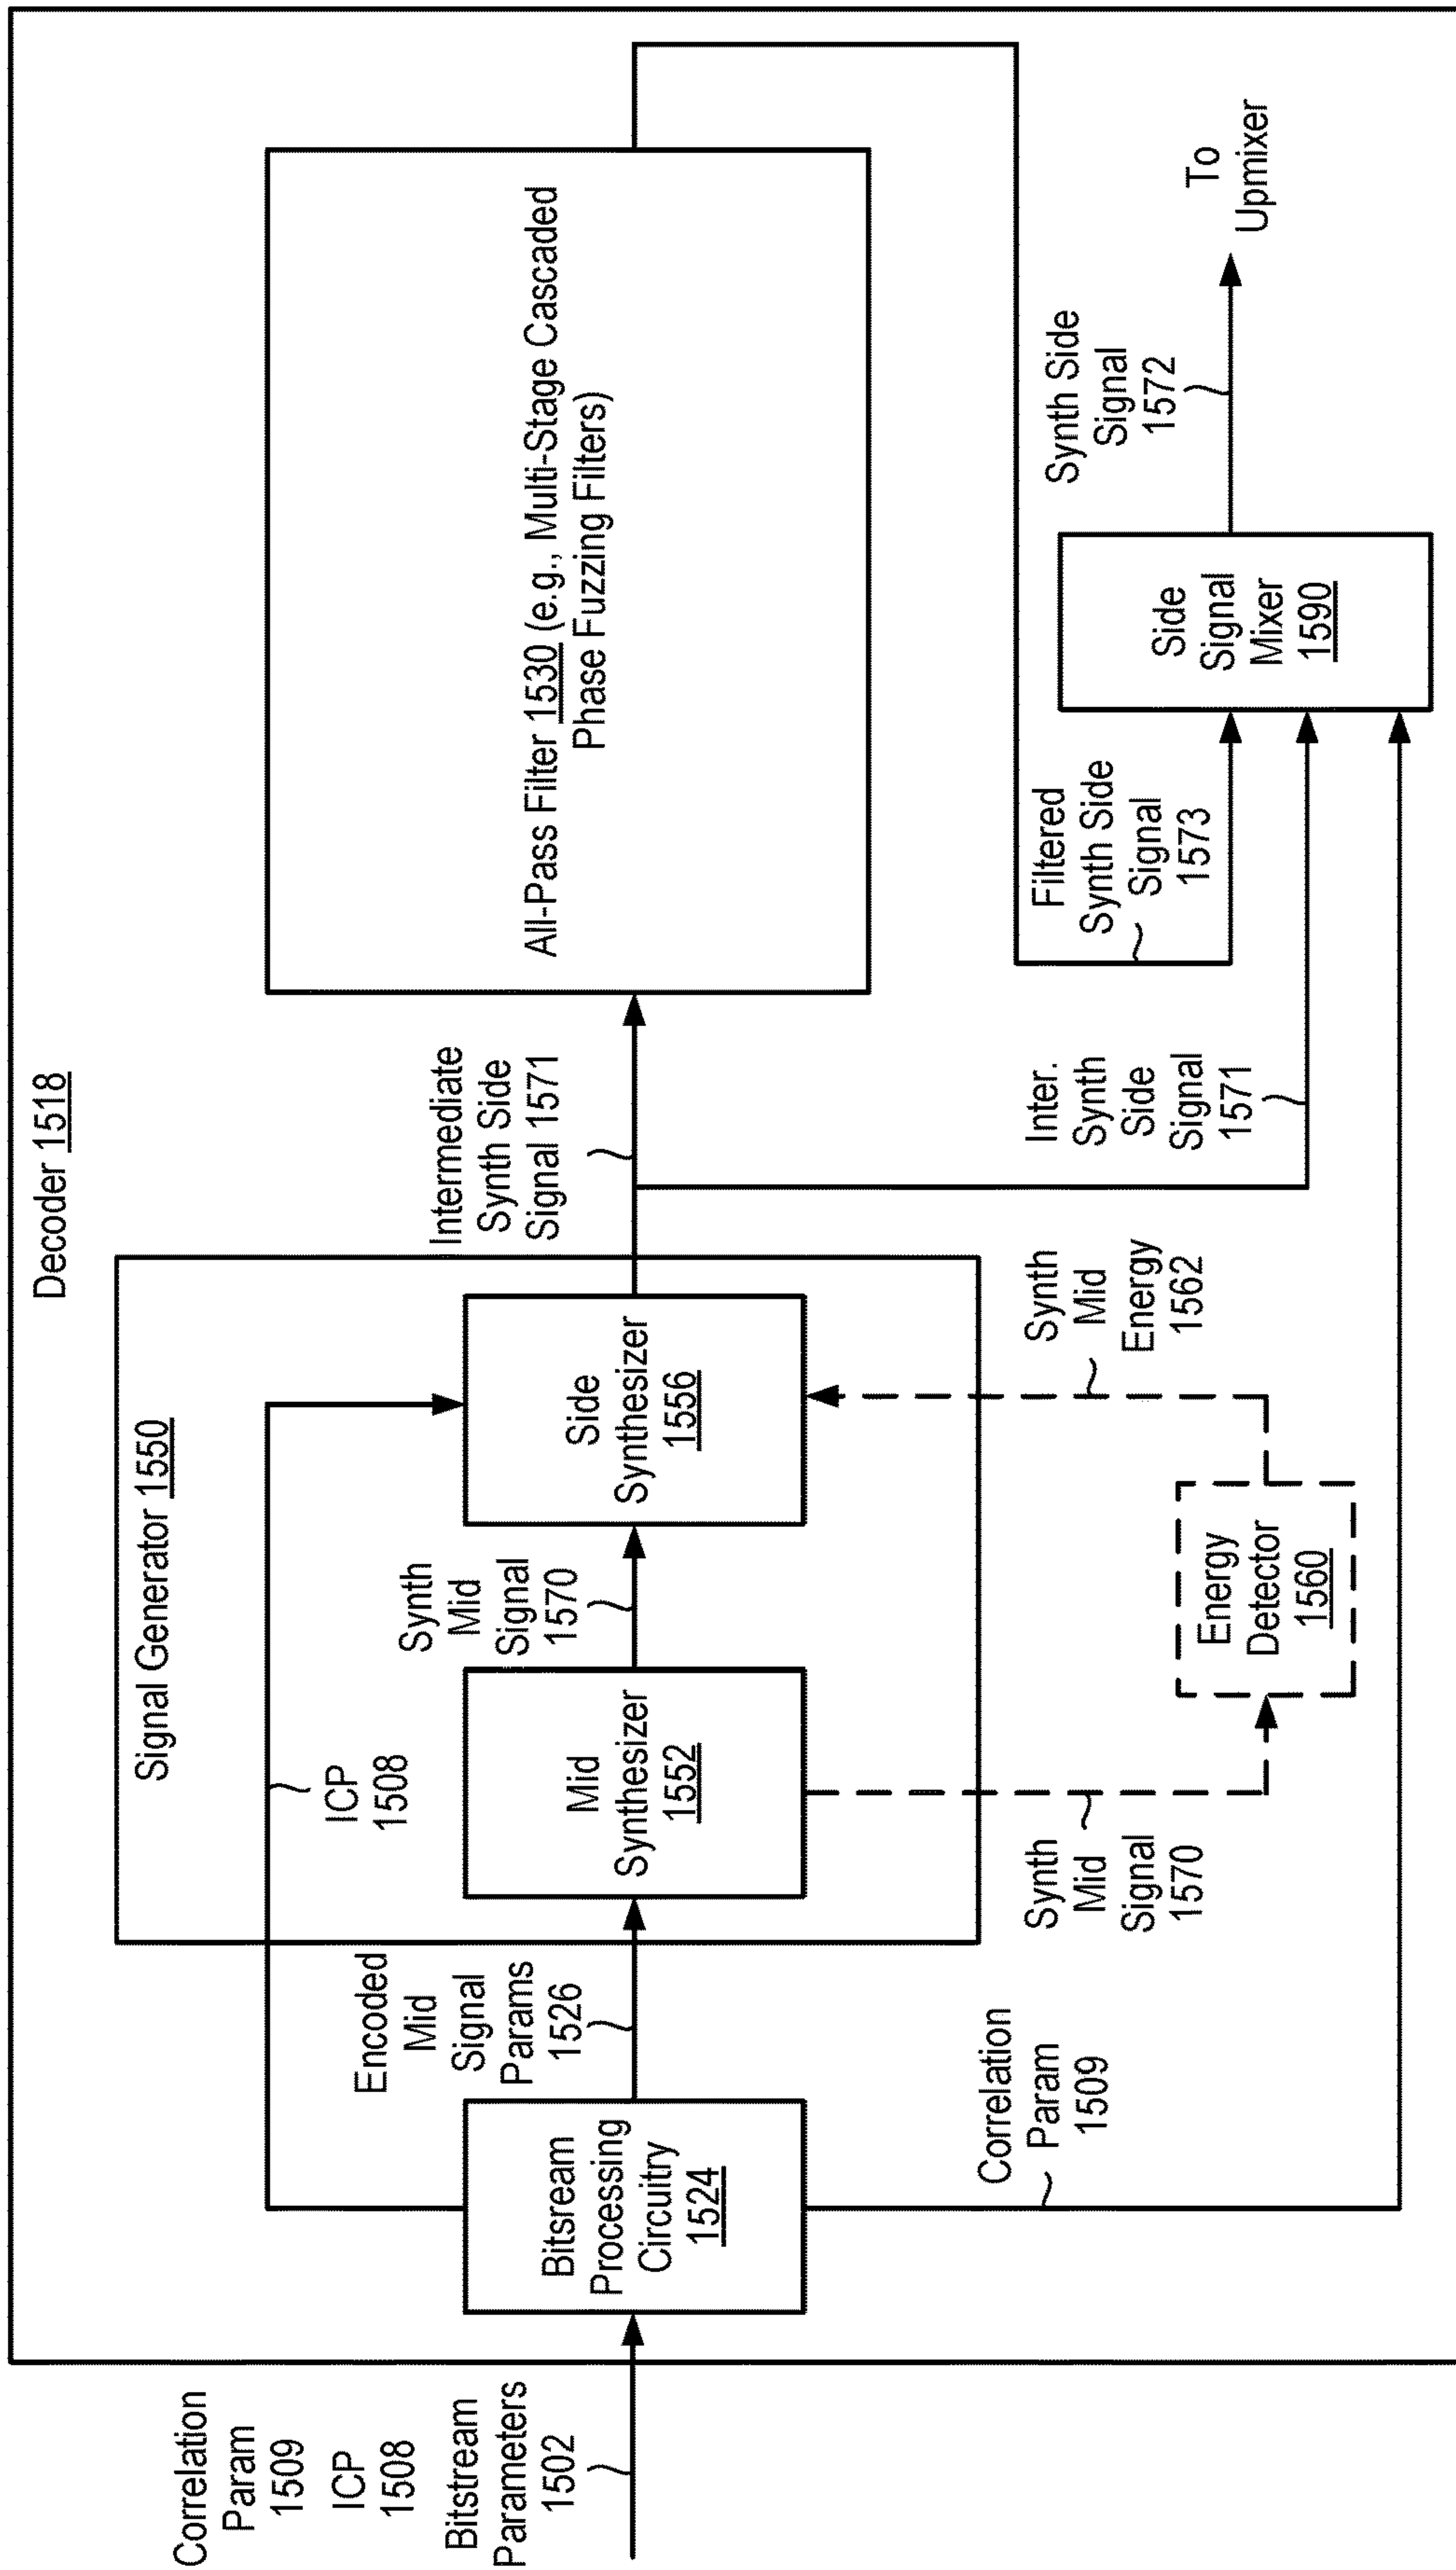 Decoder 1518
Correlation
Param
1509
ICP
1508
Bitstream
Parameters
1502
Bitsream
Processing
Circuitry
1524
Encoded
Mid
Signal
Params
1526
Signal Generator 1550
ICP
1508
Mid
Synthesizer
1552
Synth
Mid
Signal
1570
Side
Synthesizer
1556
Intermediate
Synth Side
Signal 1571
All-Pass Filter 1530 (e.g., Multi-Stage Cascaded
Phase Fuzzing Filters)
Correlation
Param
1509
Synth
Mid
Signal
1570
Energy
Detector
1560
Synth
Mid
Energy
1562
Inter.
Synth
Side
Signal
1571
Filtered
Synth Side
Signal
1573
Side
Signal
Mixer
1590
Synth Side
Signal
1572
To
Upmixer